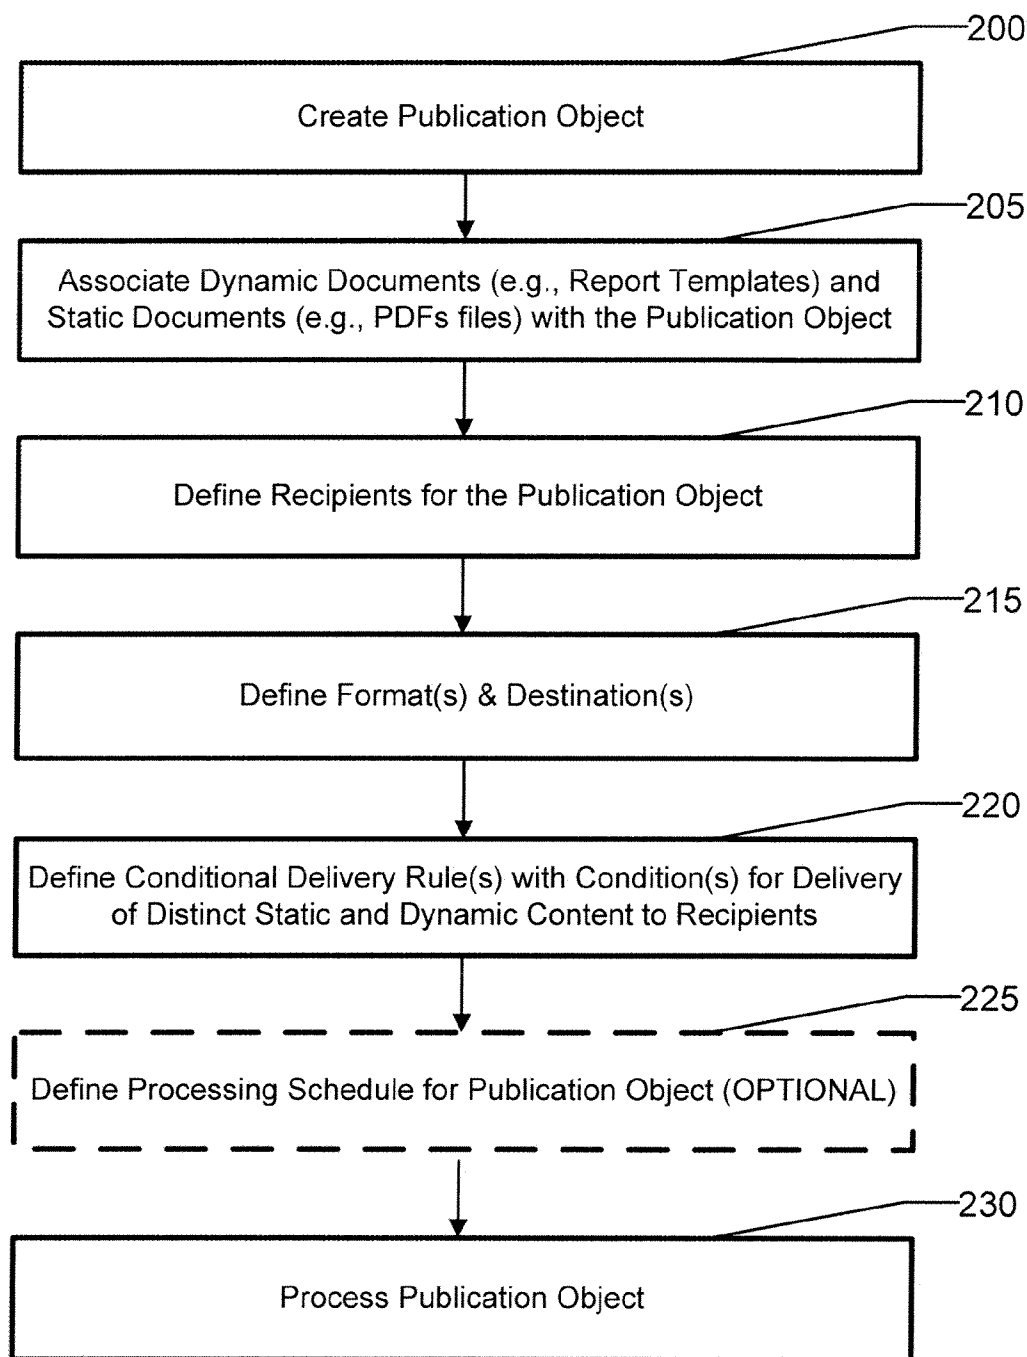 200
Create Publication Object
205
Associate Dynamic Documents (e.g., Report Templates) and
Static Documents (e.g., PDFs files) with the Publication Object
210
Define Recipients for the Publication Object
215
Define Format(s) & Destination(s)
220
Define Conditional Delivery Rule(s) with Condition(s) for Delivery
of Distinct Static and Dynamic Content to Recipients
225
Define Processing Schedule for Publication Object (OPTIONAL)
230
Process Publication Object